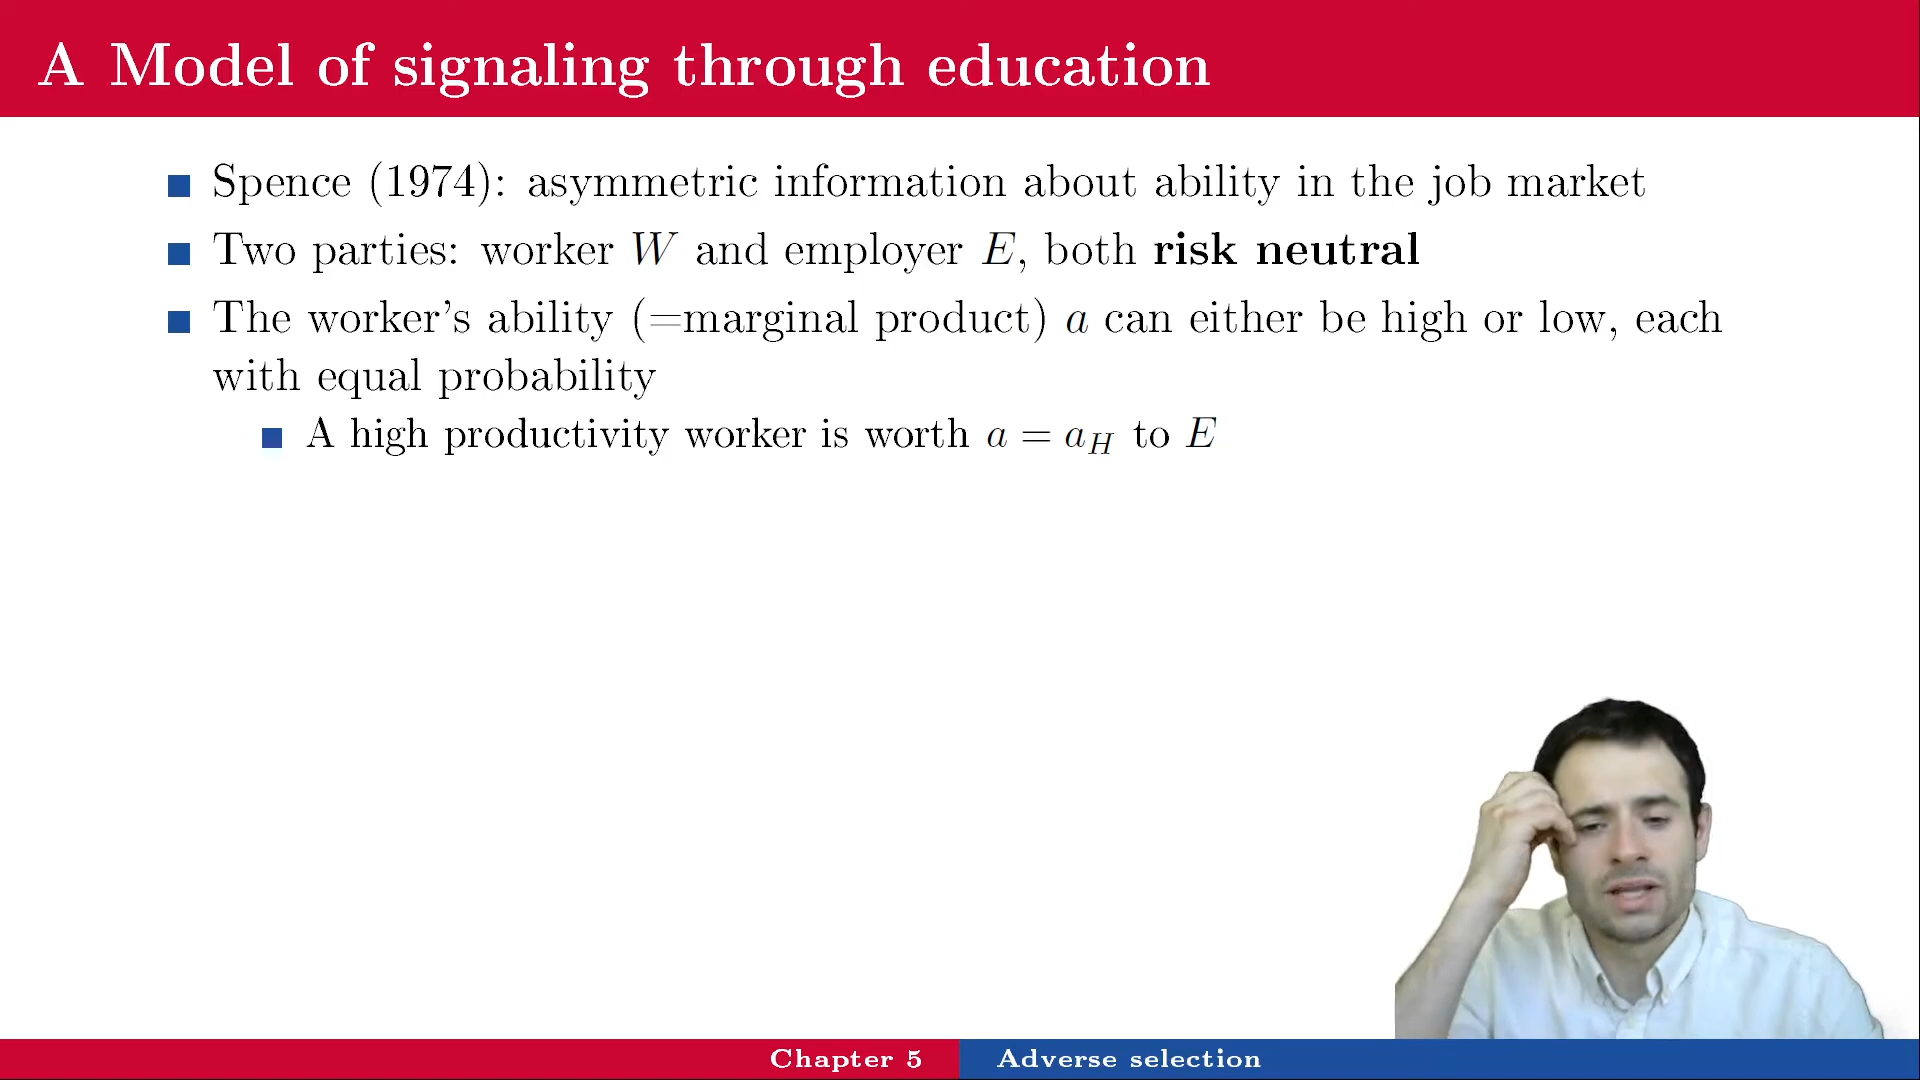 A Model of signaling through education
Spence (1974): asymmetric information about ability in the job market
Two parties: worker W and employer E, both risk neutral
The worker's ability (=marginal product) a can either be high or low, each
with equal probability
A high productivity worker is worth a = a_H to E
Chapter 5
Adverse selection